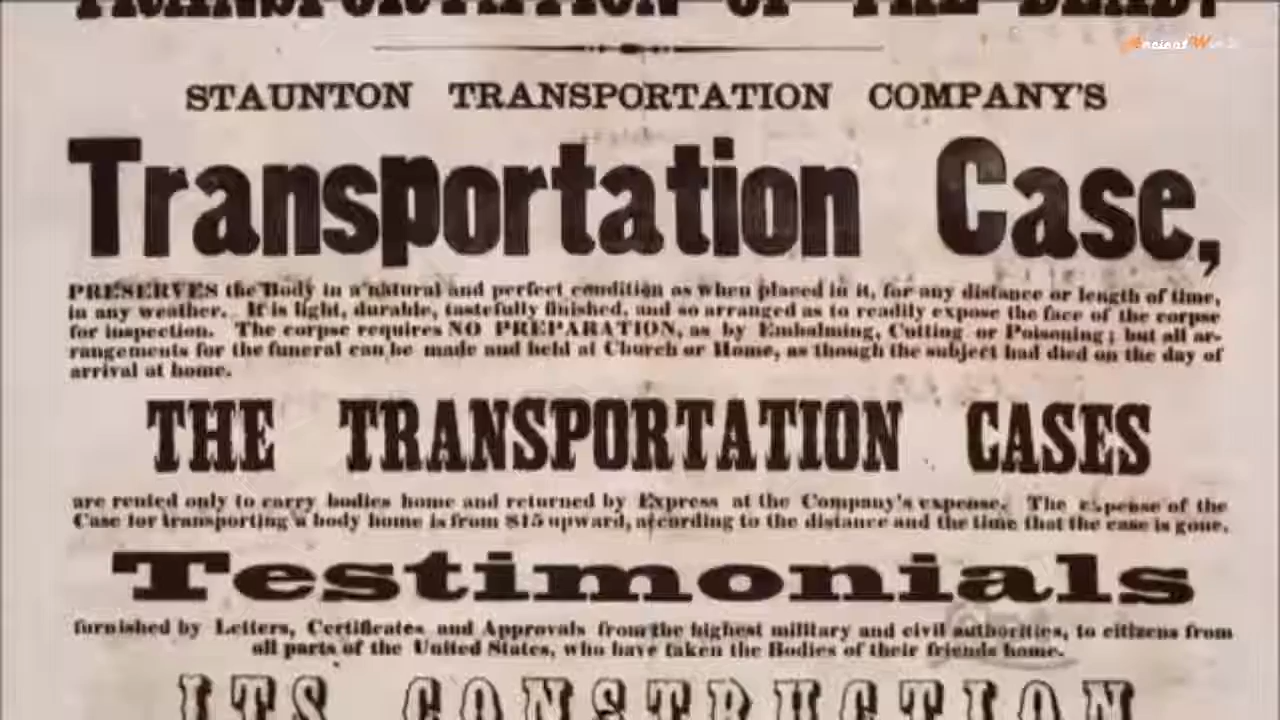 TRANSPORTATION OF THE DEAD!
Ancient
STAUNTON TRANSPORTATION COMPANY'S
Transportation Case,
PRESERVES the Body in a natural and perfect condition as when placed in it, for any distance or length of time,
in any weather. It is light, durable, tastefully finished, and so arranged as to readily expose the face of the corpse
for inspection. The corpse requires NO PREPARATION, as by Embalming, Cutting or Poisoning; but all ar-
rangements for the funeral can be made and held at Church or Home, as though the subject had died on the day of
arrival at home.
THE TRANSPORTATION CASES
are rented only to carry bodies home and returned by Express at the Company's expense. The expense of the
Case for transporting a body home is from $15 upward, according to the distance and the time that the case is gone.
Testimonials
furnished by Letters, Certificates and Approvals from the highest military and civil authorities, to citizens from
all parts of the United States, who have taken the Bodies of their friends home.
ITS CONSTRUCTION